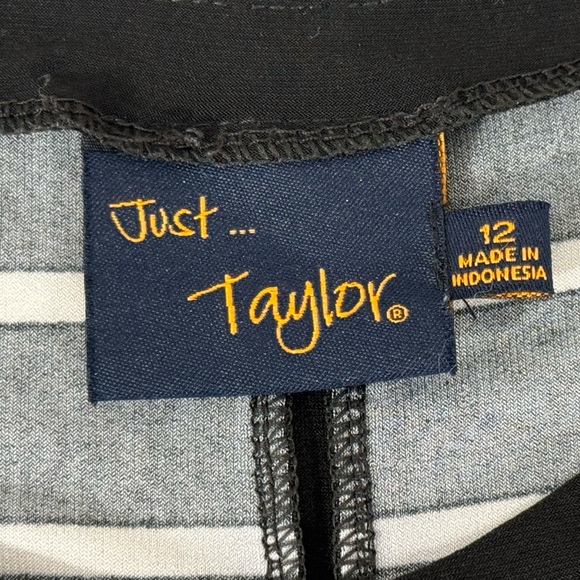 Just ...
Taylor®
12
MADE IN
INDONESIA